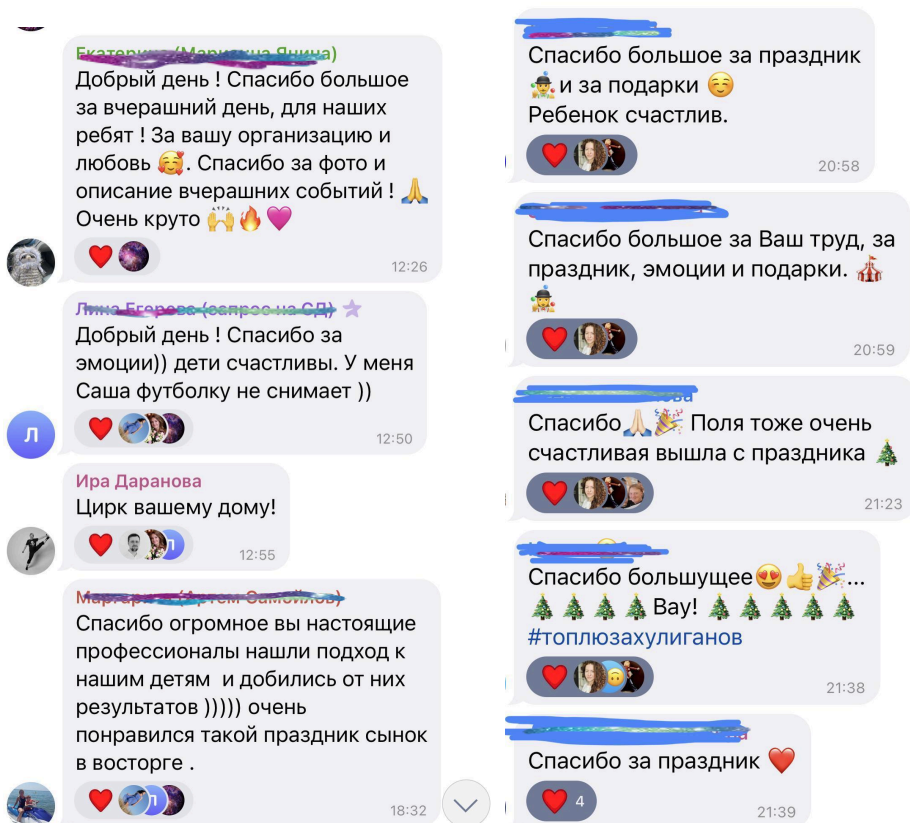 Добрый день ! Спасибо большое
за вчерашний день, для наших
ребят ! За вашу организацию и
любовь 🥰. Спасибо за фото и
описание вчерашних событий ! 🙏
Очень круто 🙌🔥💓
12:26
Добрый день ! Спасибо за
эмоции)) дети счастливы. У меня
Саша футболку не снимает ))
Л
12:50
Ира Даранова
Цирк вашему дому!
Л
12:55
Спасибо огромное вы настоящие
профессионалы нашли подход к
нашим детям и добились от них
результатов ))))) очень
понравился такой праздник сынок
в восторге .
Л
18:32
Спасибо большое за праздник
🤹и за подарки ☺️
Ребенок счастлив.
20:58
Спасибо большое за Ваш труд, за
праздник, эмоции и подарки. 🎪
🤹
20:59
Спасибо🙏🎉 Поля тоже очень
счастливая вышла с праздника 🎄
21:23
Спасибо большущее😍👍🎉...
🎄🎄🎄🎄 Вау! 🎄🎄🎄🎄🎄
#топлюзахулиганов
21:38
Спасибо за праздник ❤️
4
21:39